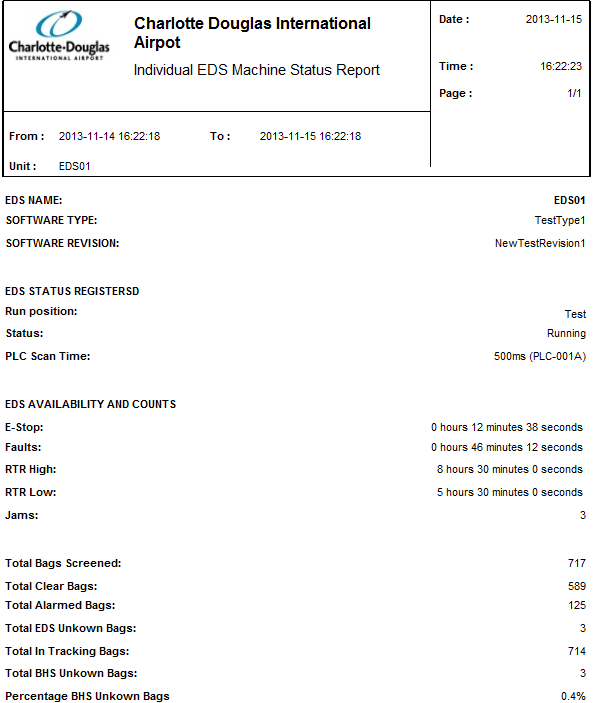 Charlotte-Douglas
INTERNATIONAL AIRPORT
Charlotte Douglas International
Airpot
Individual EDS Machine Status Report
Date : 2013-11-15
Time : 16:22:23
Page : 1/1
From : 2013-11-14 16:22:18 To : 2013-11-15 16:22:18
Unit : EDS01
EDS NAME: EDS01
SOFTWARE TYPE: TestType1
SOFTWARE REVISION: NewTestRevision1
EDS STATUS REGISTERSD
Run position: Test
Status: Running
PLC Scan Time: 500ms (PLC-001A)
EDS AVAILABILITY AND COUNTS
E-Stop: 0 hours 12 minutes 38 seconds
Faults: 0 hours 46 minutes 12 seconds
RTR High: 8 hours 30 minutes 0 seconds
RTR Low: 5 hours 30 minutes 0 seconds
Jams: 3
Total Bags Screened: 717
Total Clear Bags: 589
Total Alarmed Bags: 125
Total EDS Unkown Bags: 3
Total In Tracking Bags: 714
Total BHS Unkown Bags: 3
Percentage BHS Unkown Bags 0.4%